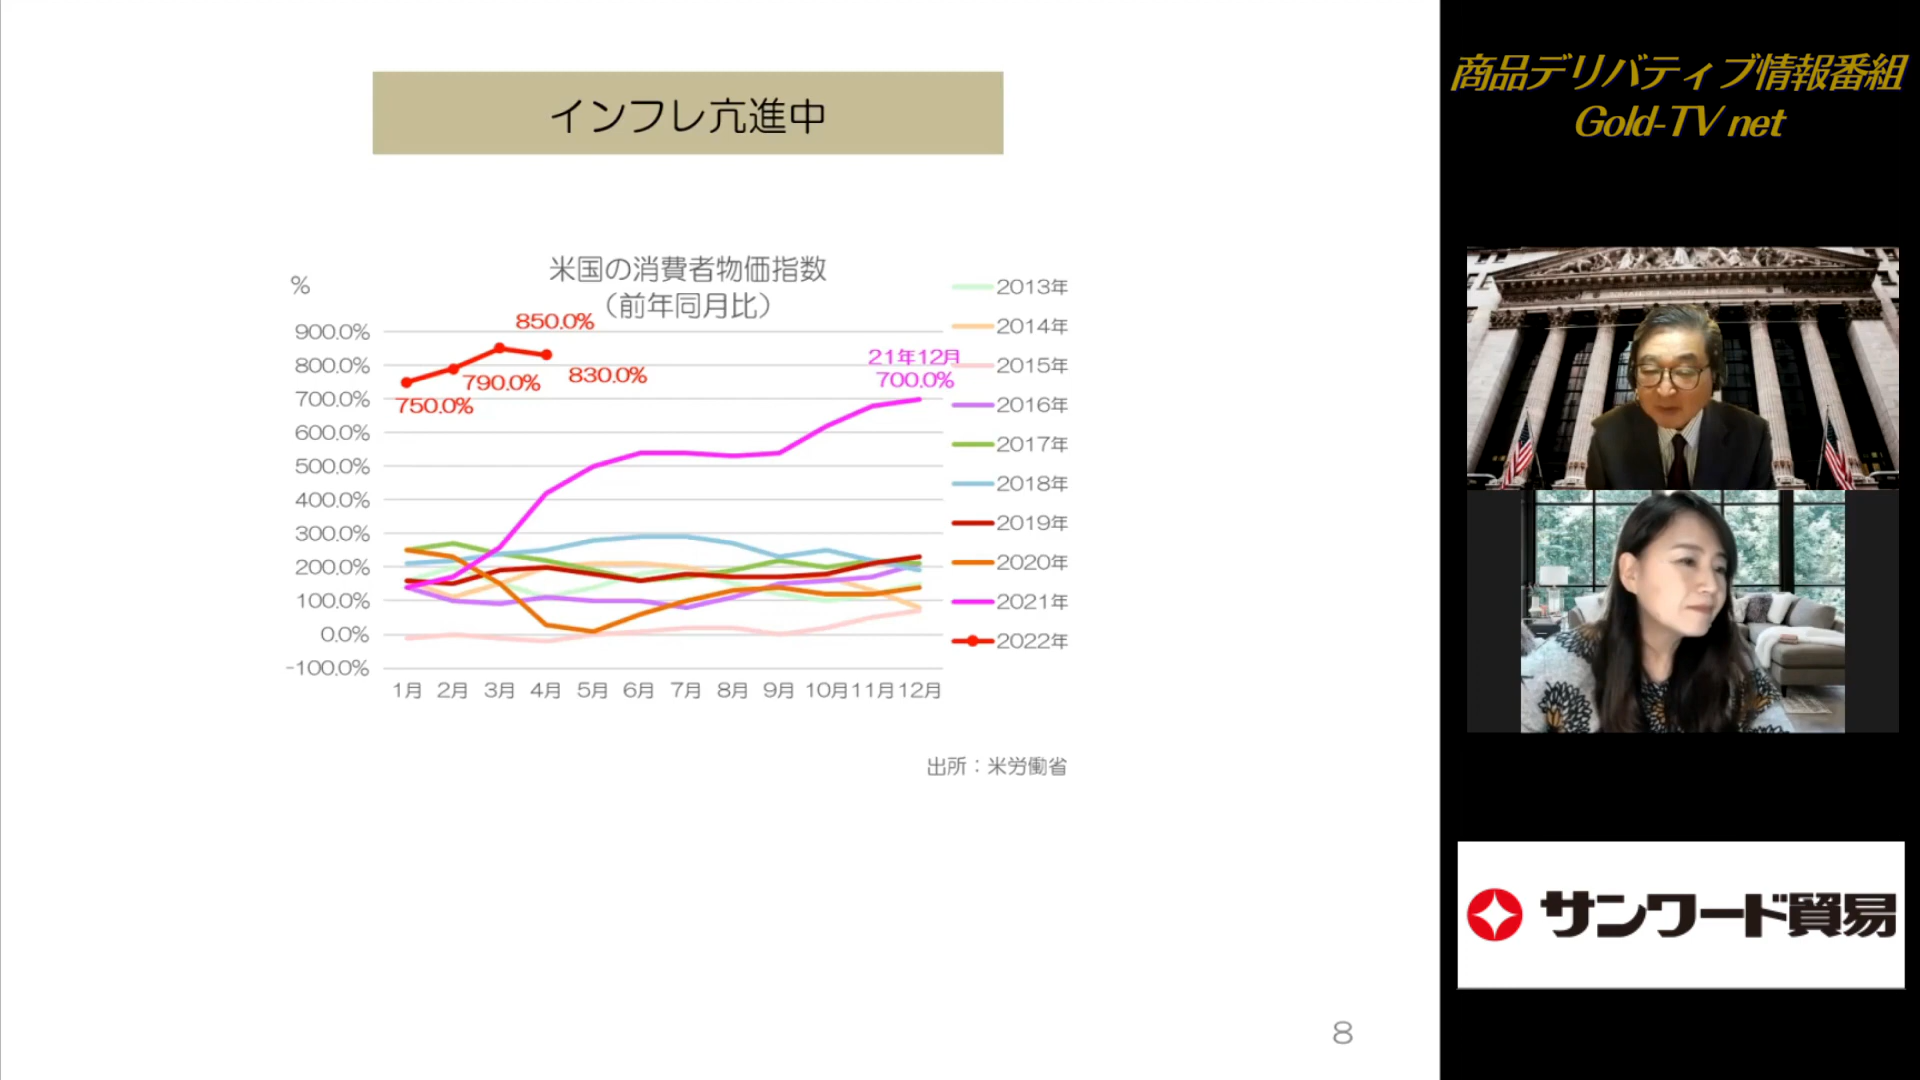 インフレ亢進中
米国の消費者物価指数
（前年同月比）
%
900.0%
800.0%
700.0%
600.0%
500.0%
400.0%
300.0%
200.0%
100.0%
0.0%
-100.0%
850.0%
830.0%
790.0%
750.0%
21年12月
700.0%
1月 2月 3月 4月 5月 6月 7月 8月 9月 10月 11月 12月
2013年
2014年
2015年
2016年
2017年
2018年
2019年
2020年
2021年
2022年
出所：米労働省
8
商品デリバティブ情報番組
Gold-TV net
サンワード貿易